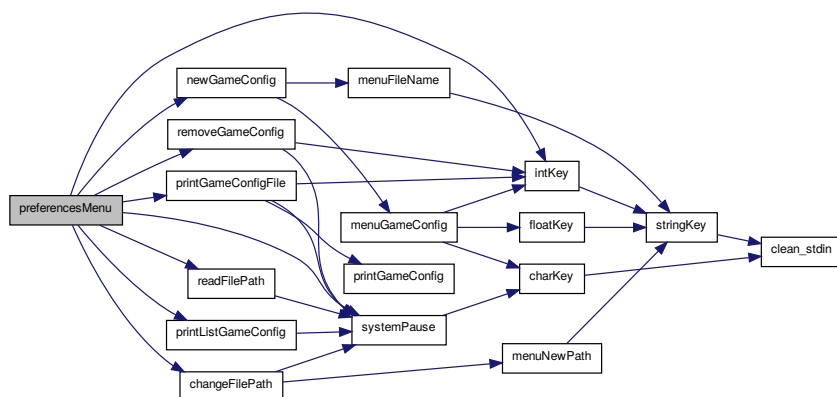 preferencesMenu
newGameConfig
removeGameConfig
printGameConfigFile
readFilePath
printListGameConfig
changeFilePath
menuFileName
menuGameConfig
printGameConfig
systemPause
intKey
floatKey
charKey
menuNewPath
stringKey
clean_stdin